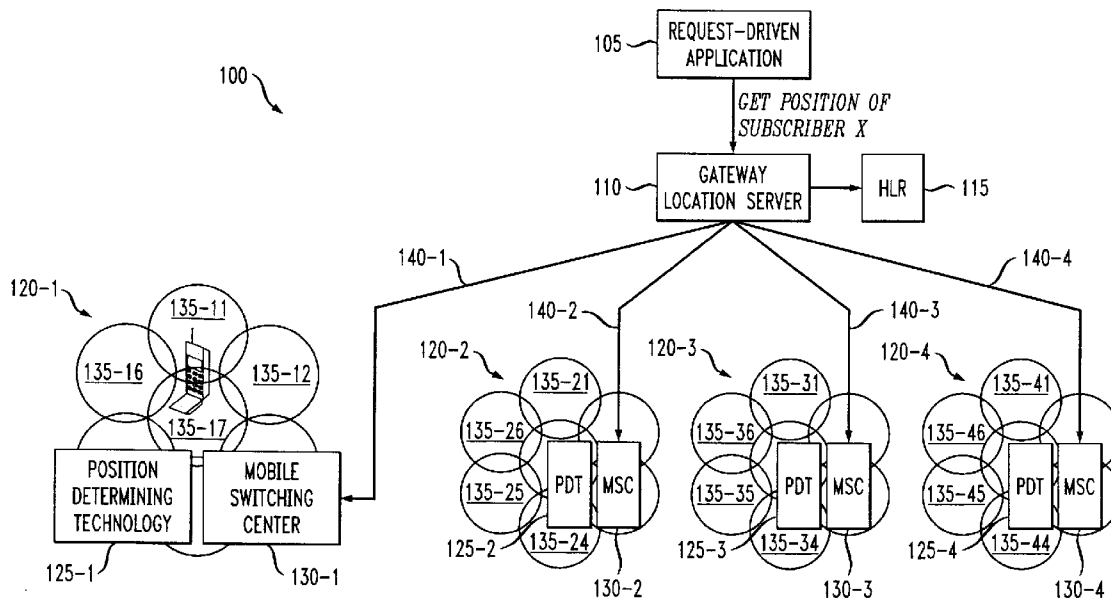 105
REQUEST-DRIVEN
APPLICATION
100
GET POSITION OF
SUBSCRIBER X
110
GATEWAY
LOCATION SERVER
HLR
115
140-1
140-4
120-1
135-11
140-2
140-3
135-16
135-12
120-2
120-3
120-4
135-21
135-31
135-41
135-17
135-26
135-36
135-46
POSITION
DETERMINING
TECHNOLOGY
MOBILE
SWITCHING
CENTER
PDT
MSC
PDT
MSC
PDT
MSC
135-25
135-35
135-45
125-2
135-24
125-3
135-34
125-4
135-44
125-1
130-1
130-2
130-3
130-4